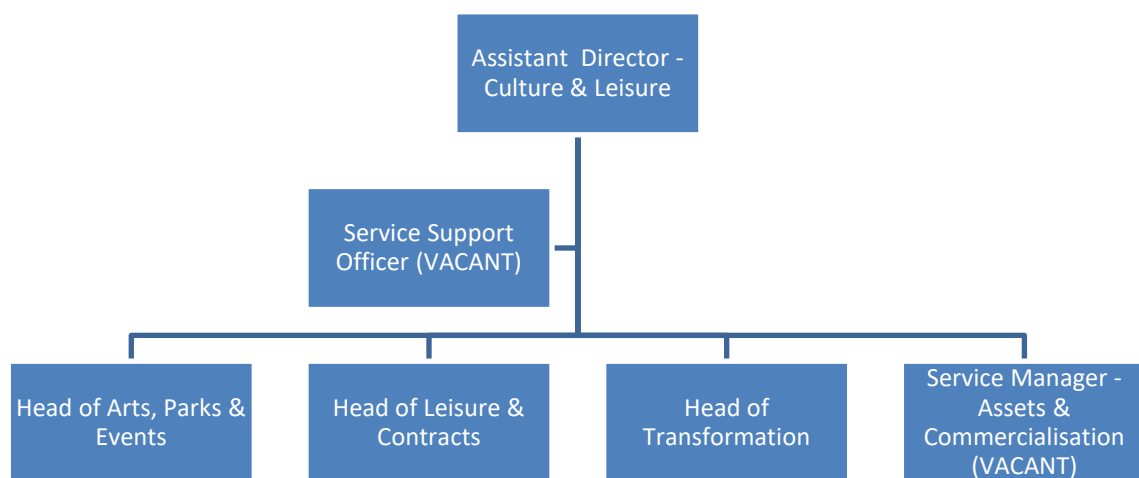 Assistant  Director -
Culture & Leisure
Service Support
Officer (VACANT)
Head of Arts, Parks &
Events
Head of Leisure &
Contracts
Head of
Transformation
Service Manager -
Assets &
Commercialisation
(VACANT)